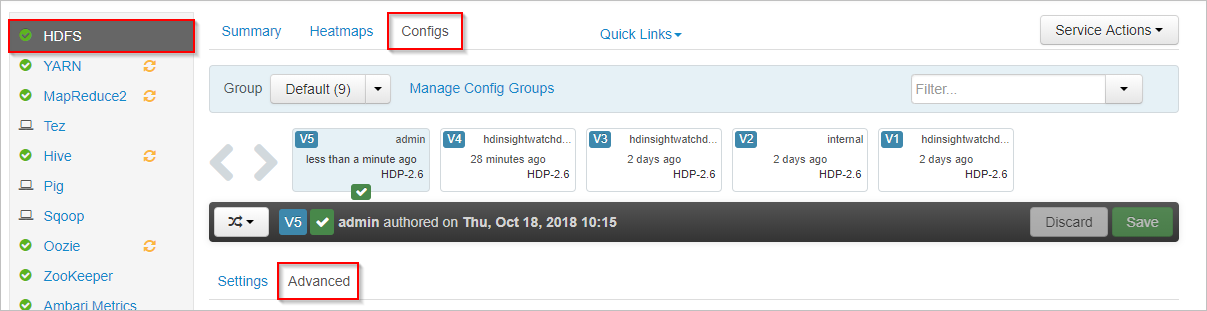 HDFS
YARN
MapReduce2
Tez
Hive
Pig
Sqoop
Oozie
ZooKeeper
Ambari Metrics
Summary Heatmaps Configs Quick Links Service Actions
Group Default (9) Manage Config Groups Filter...
V5 admin
less than a minute ago
HDP-2.6
V4 hdinsightwatchd...
28 minutes ago
HDP-2.6
V3 hdinsightwatchd...
2 days ago
HDP-2.6
V2 internal
2 days ago
HDP-2.6
V1 hdinsightwatchd...
2 days ago
HDP-2.6
V5 admin authored on Thu, Oct 18, 2018 10:15 Discard Save
Settings Advanced